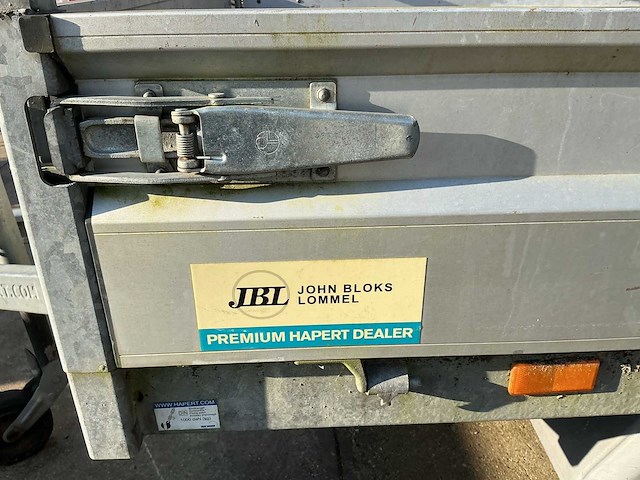 JBL
JOHN BLOKS
LOMMEL
PREMIUM HAPERT DEALER
WWW.HAPERT.COM